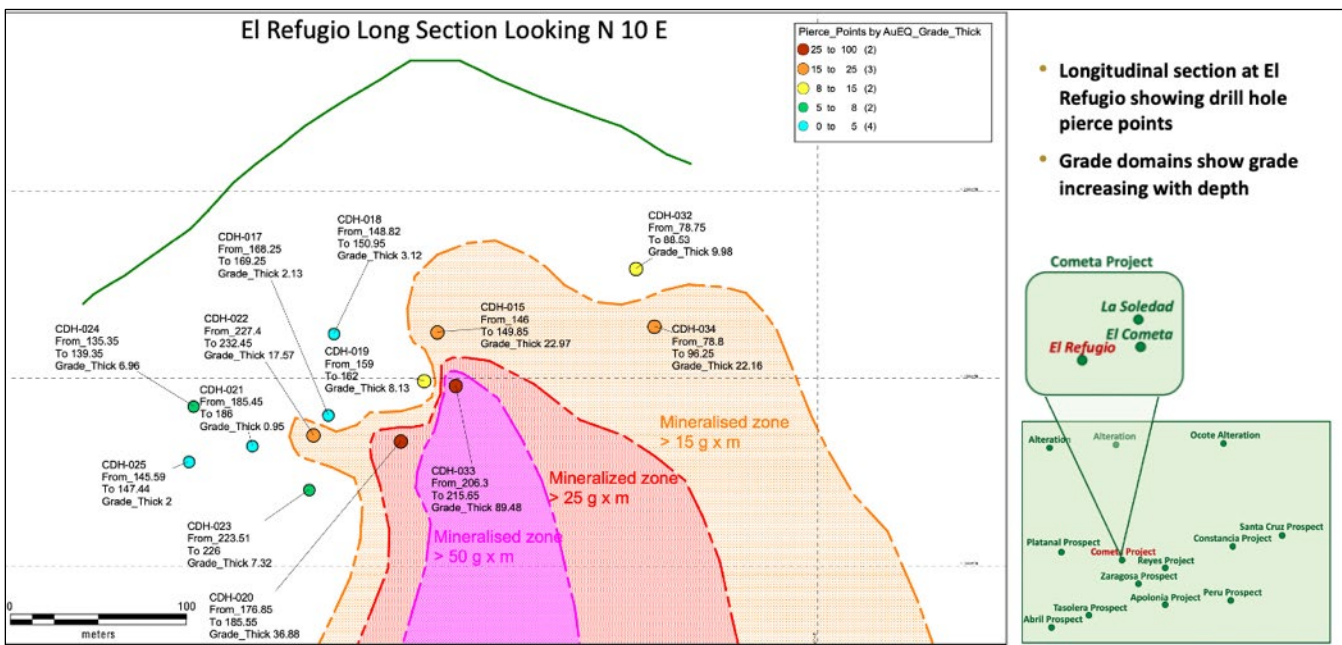 El Refugio Long Section Looking N 10 E
Pierce_Points by AuEQ_Grade_Thick
25 to 100 (2)
15 to 25 (3)
8 to 15 (2)
5 to 8 (2)
0 to 5 (4)
CDH-018
From_148.82
To 150.95
Grade_Thick 3.12
CDH-032
From_78.75
To 88.53
Grade_Thick 9.98
CDH-017
From_168.25
To 169.25
Grade_Thick 2.13
CDH-015
From_146
To 149.85
Grade_Thick 22.97
CDH-022
From_227.4
To 232.45
Grade_Thick 17.57
CDH-024
From_135.35
To 139.35
Grade_Thick 6.96
CDH-034
From_78.8
To 96.25
Grade_Thick 22.16
CDH-019
From_159
To 162
Grade_Thick 8.13
CDH-021
From_185.45
To 186
Grade_Thick 0.95
CDH-025
From_145.59
To 147.44
Grade_Thick 2
CDH-033
From_206.3
To 215.65
Grade_Thick 89.48
CDH-023
From_223.51
To 226
Grade_Thick 7.32
CDH-020
From_176.85
To 185.55
Grade_Thick 36.88
Mineralised zone
> 15 g x m
Mineralized zone
> 25 g x m
Mineralised zone
> 50 g x m
0 100
meters
• Longitudinal section at El
Refugio showing drill hole
pierce points
• Grade domains show grade
increasing with depth
Cometa Project
La Soledad
El Cometa
El Refugio
Alteration
Alteration
Ocote Alteration
Santa Cruz Prospect
Constancia Project
Platanal Prospect
Cometa Project
Reyes Project
Zaragosa Prospect
Apolonia Project
Peru Prospect
Tasolera Prospect
Abril Prospect